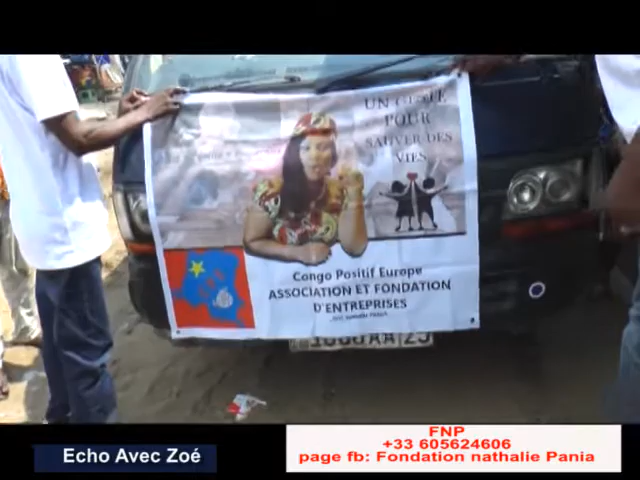 UN GESTE
POUR
SAUVER DES
VIES
Congo Positif Europe
ASSOCIATION ET FONDATION
D'ENTREPRISES
Echo Avec Zoé
FNP
+33 605624606
page fb: Fondation nathalie Pania